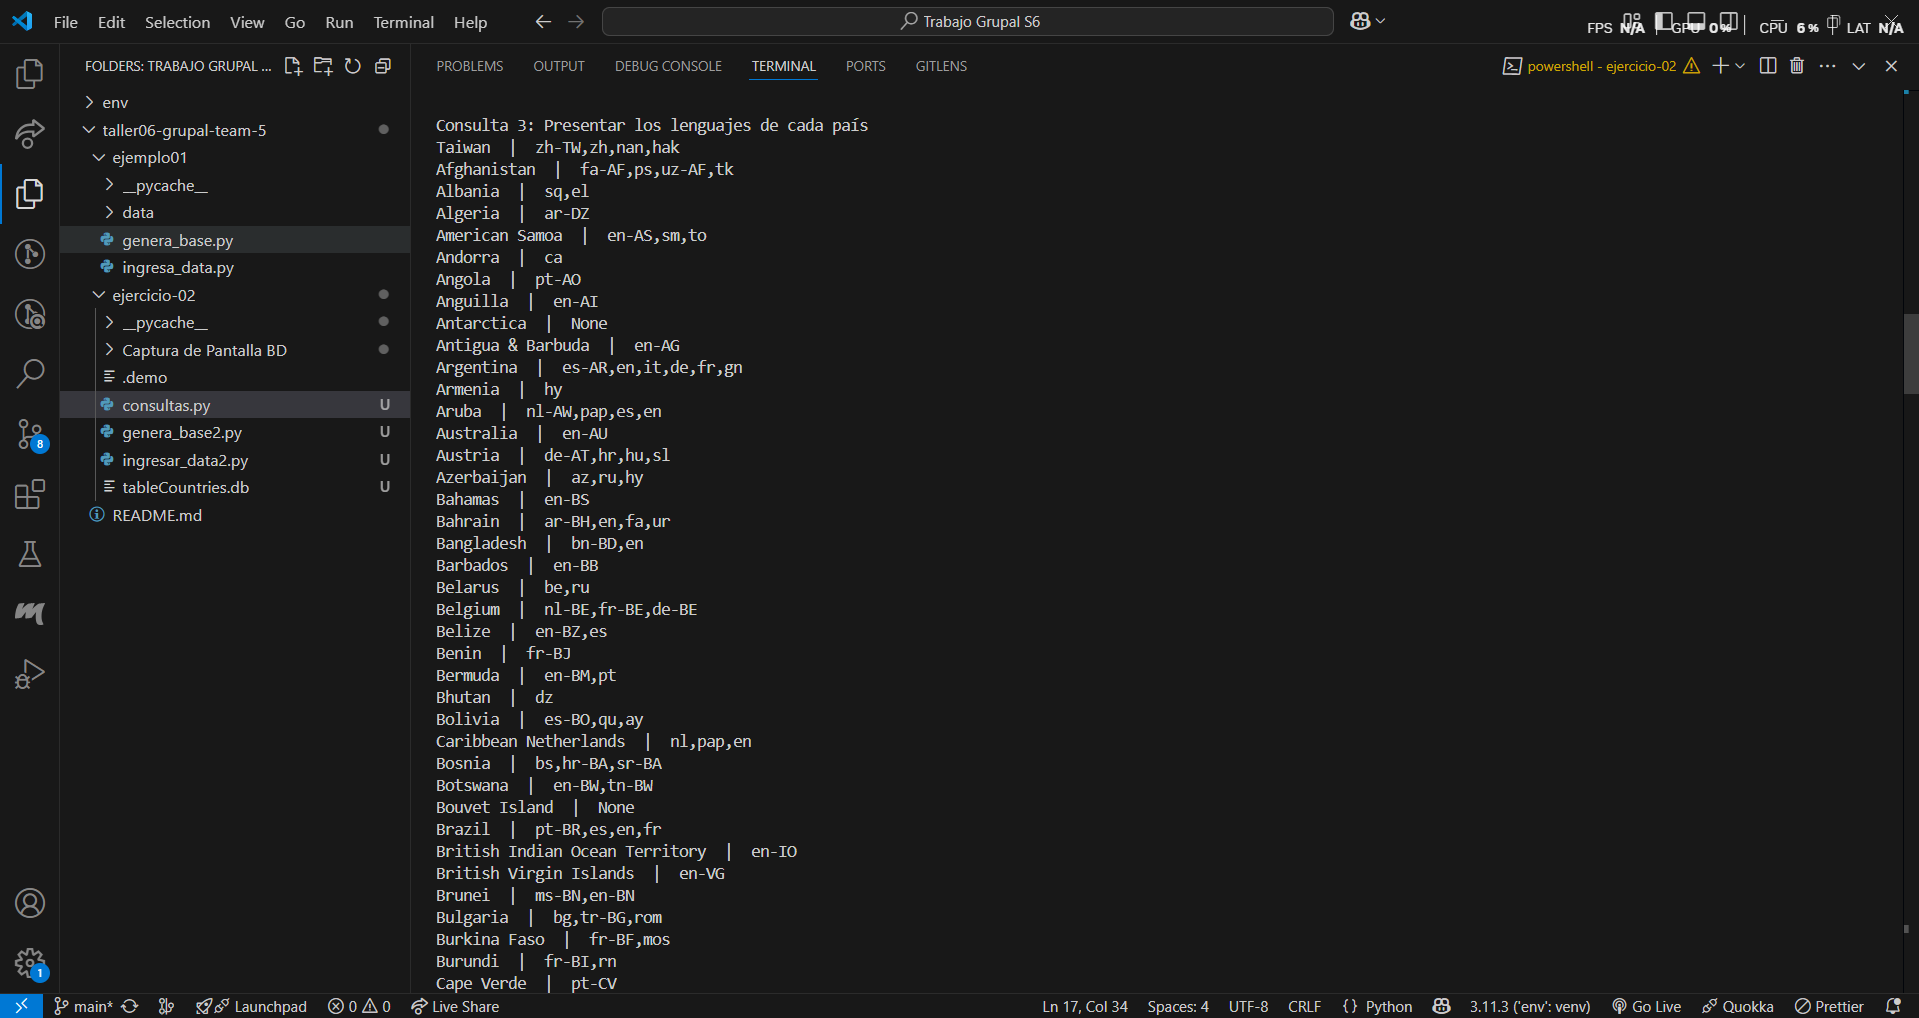 File Edit Selection View Go Run Terminal Help
Trabajo Grupal S6
FPS N/A GPU 0% CPU 6% LAT N/A
FOLDERS: TRABAJO GRUPAL ...
PROBLEMS OUTPUT DEBUG CONSOLE TERMINAL PORTS GITLENS
powershell - ejercicio-02
env
taller06-grupal-team-5
ejemplo01
__pycache__
data
genera_base.py
ingresa_data.py
ejercicio-02
__pycache__
Captura de Pantalla BD
.demo
consultas.py U
genera_base2.py U
ingresar_data2.py U
tableCountries.db U
README.md
8
1
Consulta 3: Presentar los lenguajes de cada país
Taiwan | zh-TW,zh,nan,hak
Afghanistan | fa-AF,ps,uz-AF,tk
Albania | sq,el
Algeria | ar-DZ
American Samoa | en-AS,sm,to
Andorra | ca
Angola | pt-AO
Anguilla | en-AI
Antarctica | None
Antigua & Barbuda | en-AG
Argentina | es-AR,en,it,de,fr,gn
Armenia | hy
Aruba | nl-AW,pap,es,en
Australia | en-AU
Austria | de-AT,hr,hu,sl
Azerbaijan | az,ru,hy
Bahamas | en-BS
Bahrain | ar-BH,en,fa,ur
Bangladesh | bn-BD,en
Barbados | en-BB
Belarus | be,ru
Belgium | nl-BE,fr-BE,de-BE
Belize | en-BZ,es
Benin | fr-BJ
Bermuda | en-BM,pt
Bhutan | dz
Bolivia | es-BO,qu,ay
Caribbean Netherlands | nl,pap,en
Bosnia | bs,hr-BA,sr-BA
Botswana | en-BW,tn-BW
Bouvet Island | None
Brazil | pt-BR,es,en,fr
British Indian Ocean Territory | en-IO
British Virgin Islands | en-VG
Brunei | ms-BN,en-BN
Bulgaria | bg,tr-BG,rom
Burkina Faso | fr-BF,mos
Burundi | fr-BI,rn
Cape Verde | pt-CV
main* Launchpad 0 0 Live Share Ln 17, Col 34 Spaces: 4 UTF-8 CRLF {} Python 3.11.3 ('env': venv) Go Live Quokka Prettier